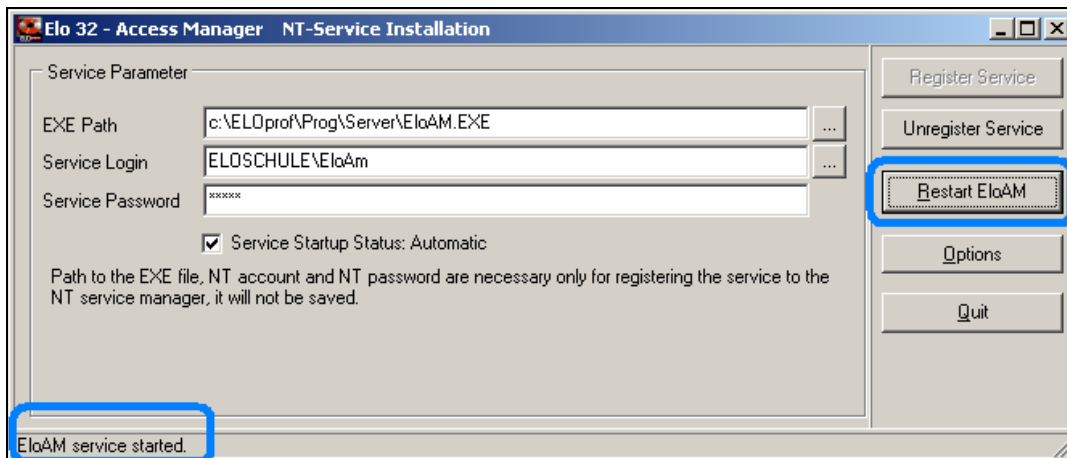 Elo 32 - Access Manager NT-Service Installation
Service Parameter
EXE Path
c:\ELOprof\Prog\Server\EloAM.EXE
...
Service Login
ELOSCHULE\EloAm
...
Service Password
*****
Service Startup Status: Automatic
Path to the EXE file, NT account and NT password are necessary only for registering the service to the
NT service manager, it will not be saved.
Register Service
Unregister Service
Restart EloAM
Options
Quit
EloAM service started.